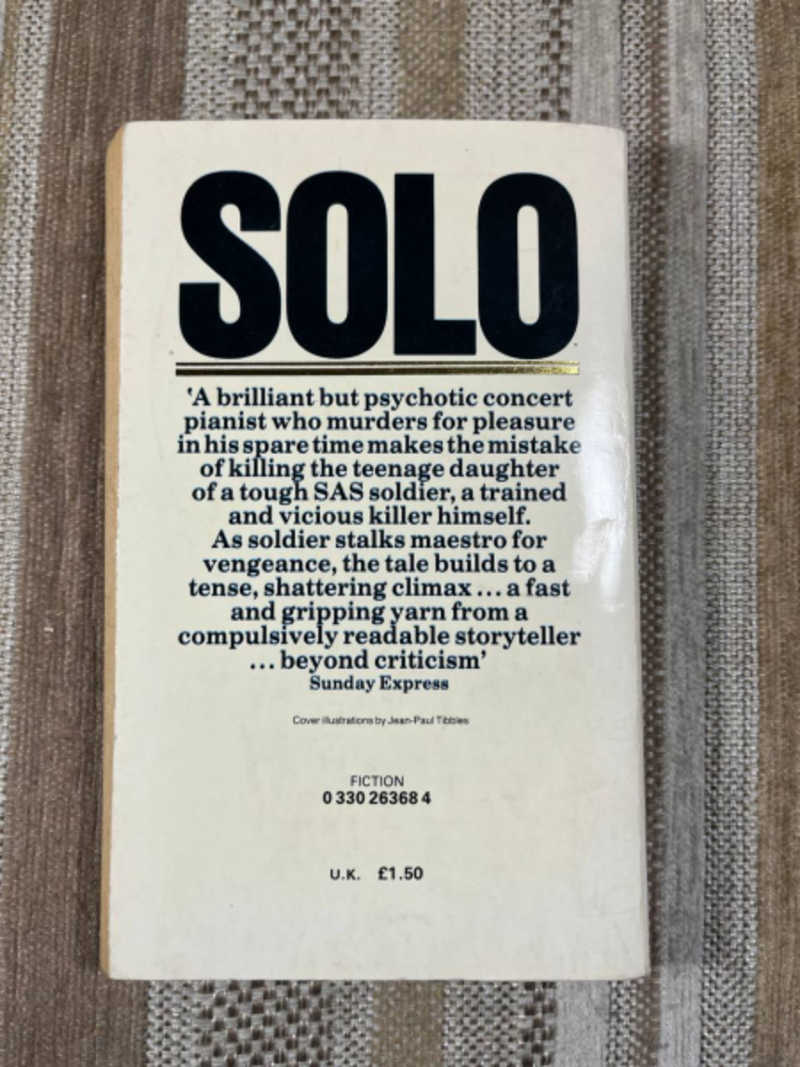 SOLO
‘A brilliant but psychotic concert
pianist who murders for pleasure
in his spare time makes the mistake
of killing the teenage daughter
of a tough SAS soldier, a trained
and vicious killer himself.
As soldier stalks maestro for
vengeance, the tale builds to a
tense, shattering climax ... a fast
and gripping yarn from a
compulsively readable storyteller
... beyond criticism’
Sunday Express
Cover illustrations by Jean-Paul Tibbles
FICTION
0 330 26368 4
U.K. £1.50